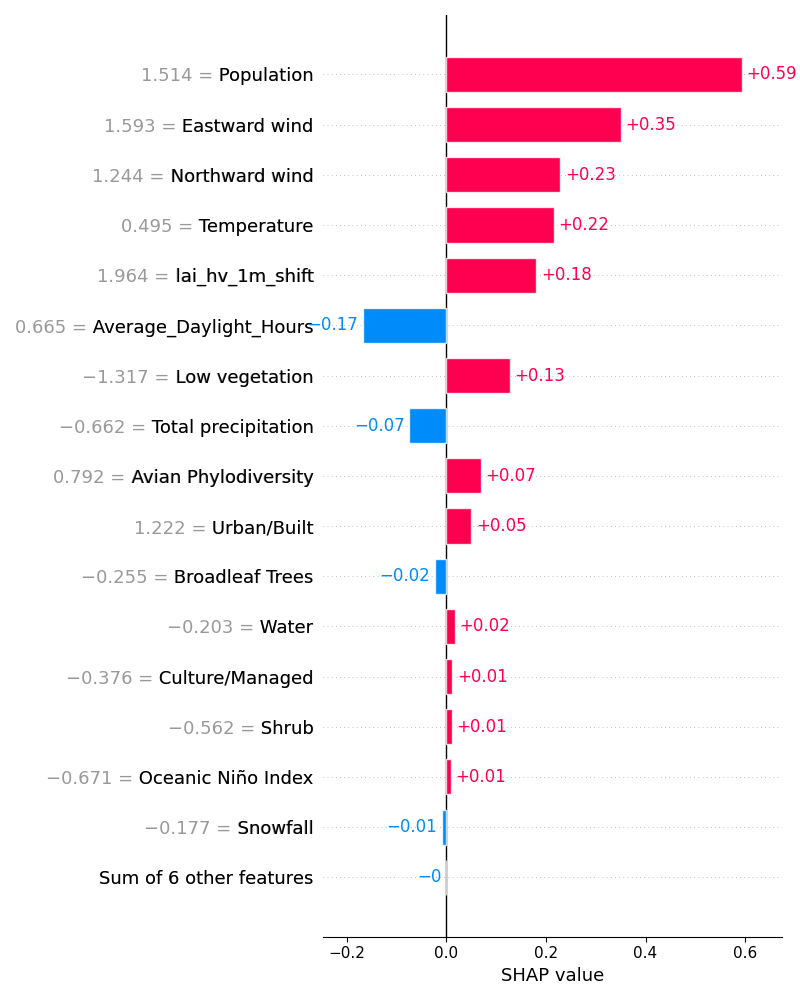 1.514 = Population +0.59
1.593 = Eastward wind +0.35
1.244 = Northward wind +0.23
0.495 = Temperature +0.22
1.964 = lai_hv_1m_shift +0.18
0.665 = Average_Daylight_Hours −0.17
−1.317 = Low vegetation +0.13
−0.662 = Total precipitation −0.07
0.792 = Avian Phylodiversity +0.07
1.222 = Urban/Built +0.05
−0.255 = Broadleaf Trees −0.02
−0.203 = Water +0.02
−0.376 = Culture/Managed +0.01
−0.562 = Shrub +0.01
−0.671 = Oceanic Niño Index +0.01
−0.177 = Snowfall −0.01
Sum of 6 other features −0
−0.2 0.0 0.2 0.4 0.6
SHAP value